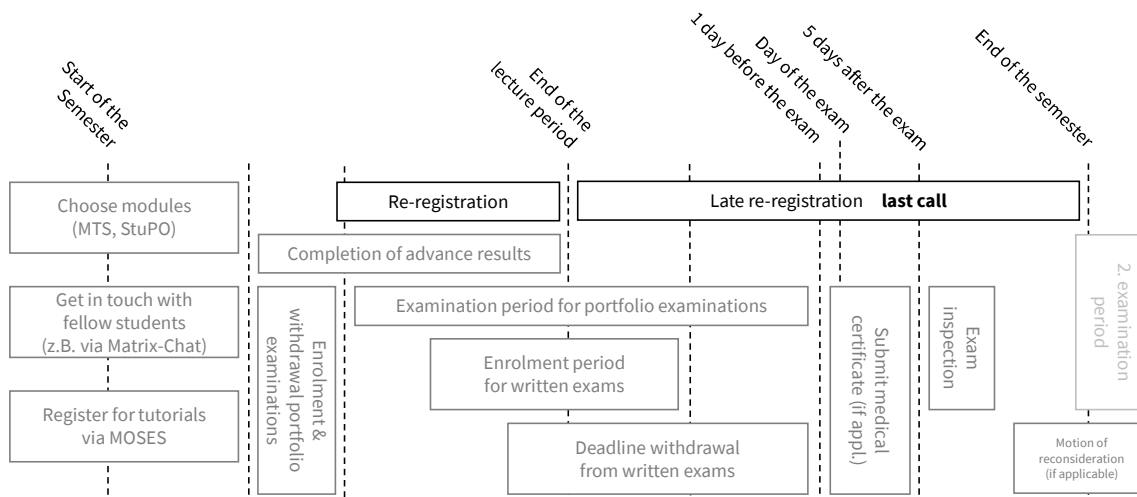 Start of the
Semester
End of the
lecture period
1 day before the exam
Day of the exam
5 days after the exam
End of the semester
Choose modules
(MTS, StuPO)
Re-registration
Late re-registration last call
Completion of advance results
2. examination
period
Get in touch with
fellow students
(z.B. via Matrix-Chat)
Enrolment &
withdrawal portfolio
examinations
Examination period for portfolio examinations
Submit medical
certificate (if appl.)
Exam
inspection
Enrolment period
for written exams
Register for tutorials
via MOSES
Deadline withdrawal
from written exams
Motion of
reconsideration
(if applicable)